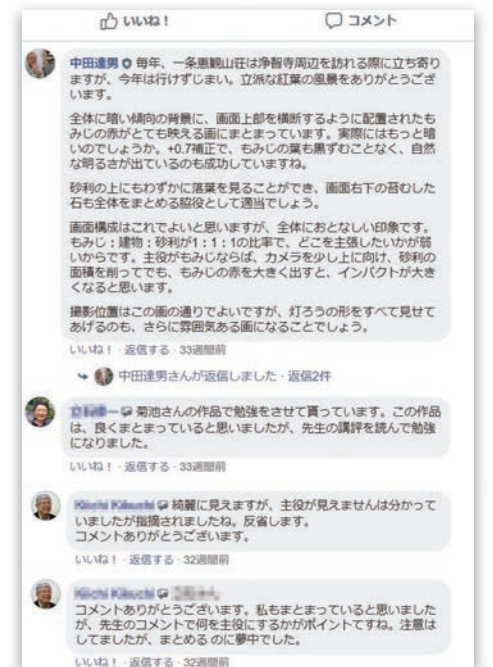 いいね！ コメント
中田達男 毎年、一条恵観山荘は浄智寺周辺を訪れる際に立ち寄り
ますが、今年は行けずじまい。立派な紅葉の風景をありがとうござ
います。
全体に暗い傾向の背景に、画面上部を横断するように配置されたも
みじの赤がとても映える画にまとまっています。実際にはもっと暗
いのでしょうか。+0.7補正で、もみじの葉も黒ずむことなく、自然
な明るさが出ているのも成功していますね。
砂利の上にもわずかに落葉を見ることができ、画面右下の苔むした
石も全体をまとめる脇役として適当でしょう。
画面構成はこれでよいと思いますが、全体におとなしい印象です。
もみじ：建物：砂利が1：1：1の比率で、どこを主張したいかが弱
いからです。主役がもみじならば、カメラを少し上に向け、砂利の
面積を削ってでも、もみじの赤を大きく出すと、インパクトが大き
くなると思います。
撮影位置はこの画の通りでよいですが、灯ろうの形をすべて見せて
あげるのも、さらに雰囲気ある画になることでしょう。
いいね！ · 返信する · 33週間前
中田達男さんが返信しました · 返信2件
菊池さんの作品で勉強をさせて貰っています。この作品
は、良くまとまっていると思いましたが、先生の講評を読んで勉強
になりました。
いいね！ · 返信する · 33週間前
綺麗に見えますが、主役が見えませんは分かって
いましたが指摘されましたね。反省します。
コメントありがとうございます。
いいね！ · 返信する · 32週間前
コメントありがとうございます。私もまとまっていると思いました
が、先生のコメントで何を主役にするかがポイントてすね。注意は
してましたが、まとめる のに夢中でした。
いいね！ · 返信する · 32週間前